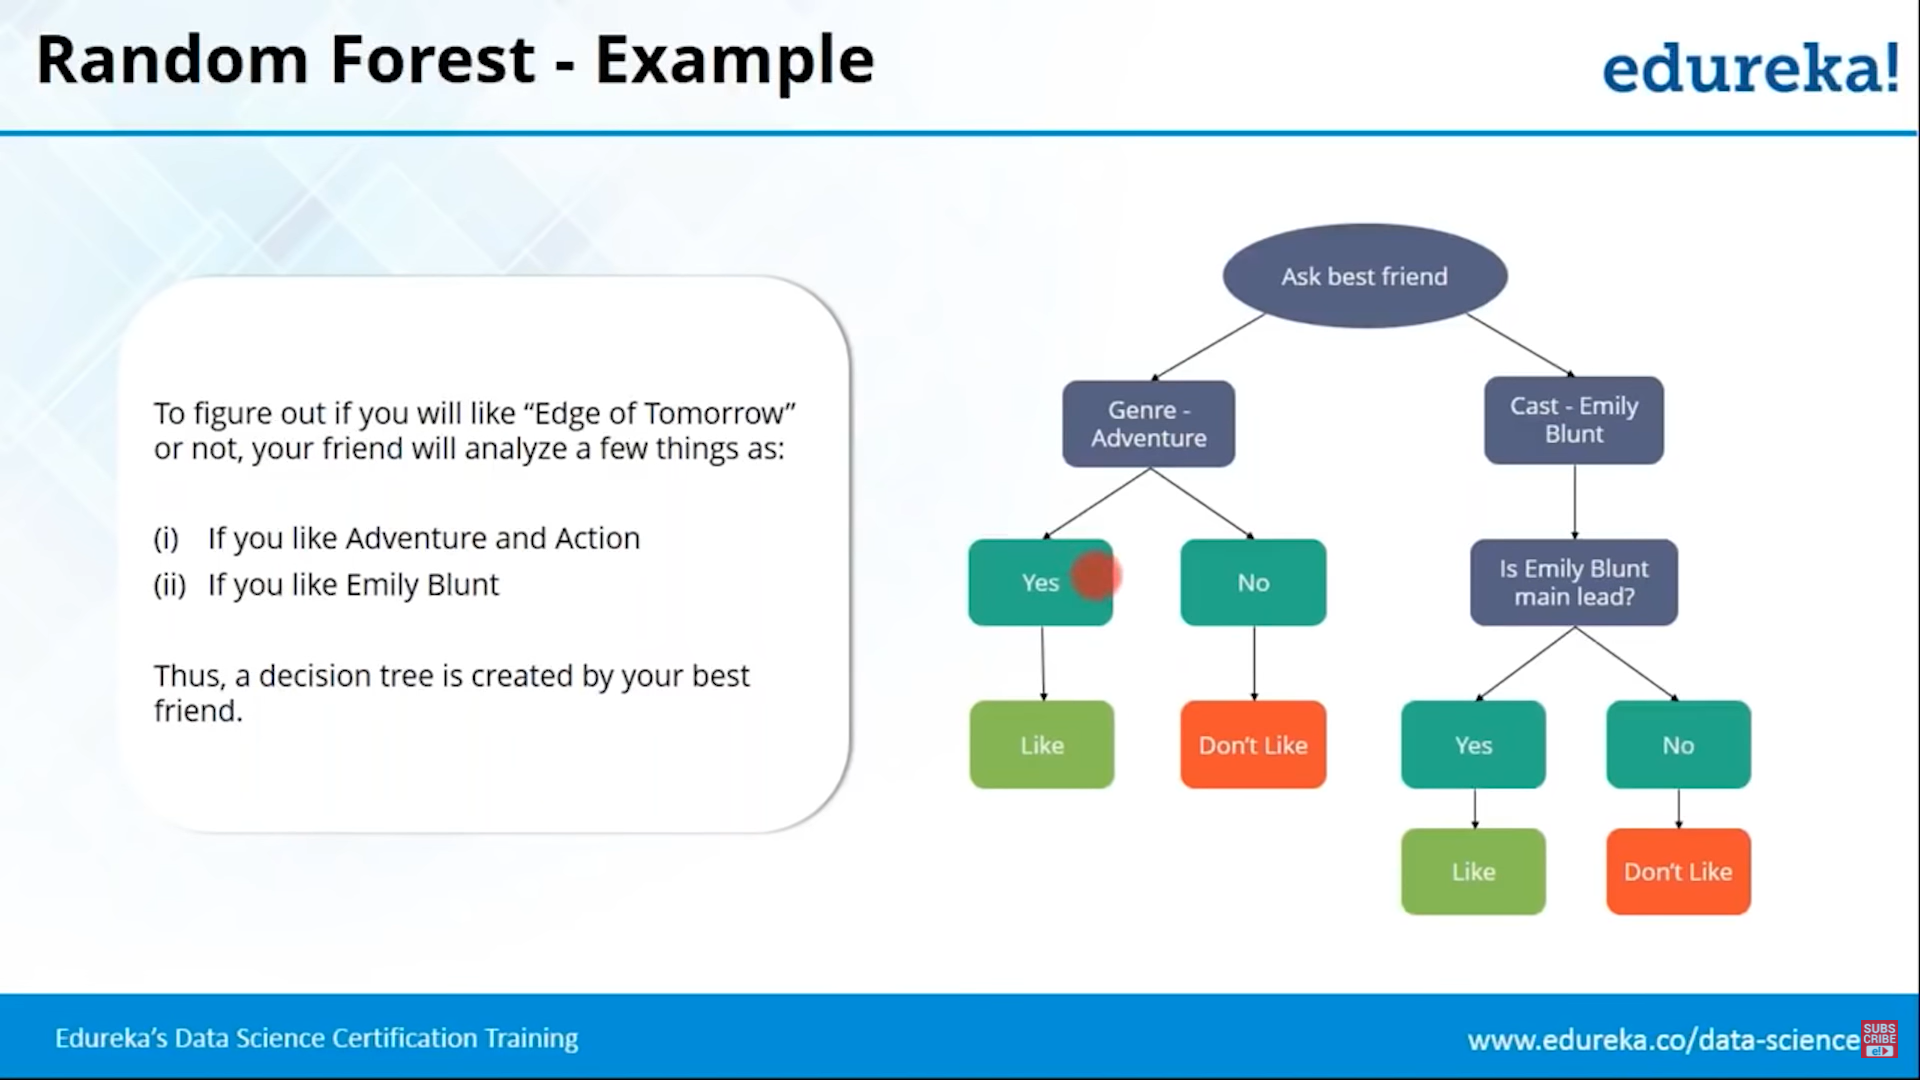 Random Forest - Example
edureka!
To figure out if you will like “Edge of Tomorrow”
or not, your friend will analyze a few things as:
(i) If you like Adventure and Action
(ii) If you like Emily Blunt
Thus, a decision tree is created by your best
friend.
Ask best friend
Genre -
Adventure
Cast - Emily
Blunt
Yes
No
Is Emily Blunt
main lead?
Like
Don’t Like
Yes
No
Like
Don’t Like
Edureka’s Data Science Certification Training
www.edureka.co/data-science
SUBS
CRIBE
e!